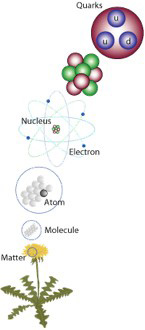 Quarks
u
u d
Nucleus
Electron
Atom
Molecule
Matter